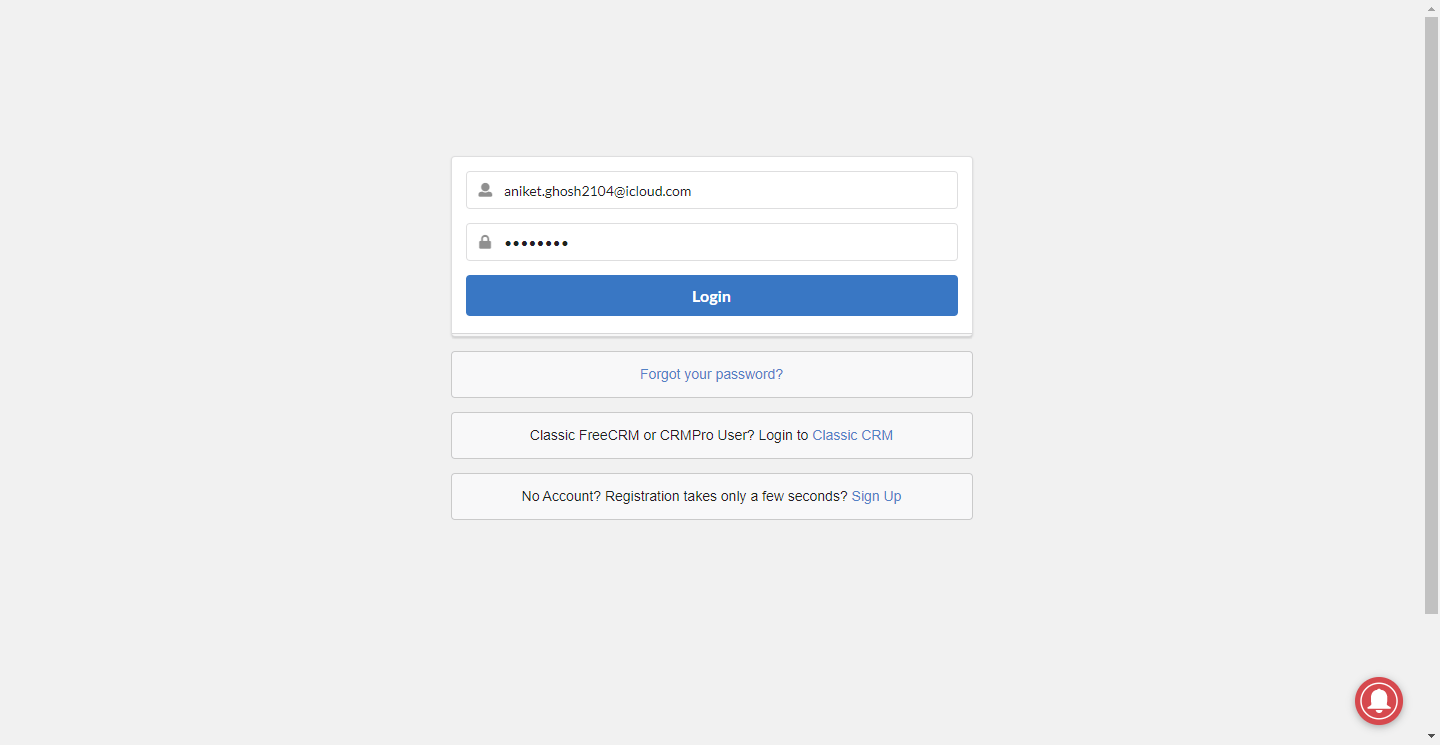 aniket.ghosh2104@icloud.com
••••••••
Login
Forgot your password?
Classic FreeCRM or CRMPro User? Login to Classic CRM
No Account? Registration takes only a few seconds? Sign Up